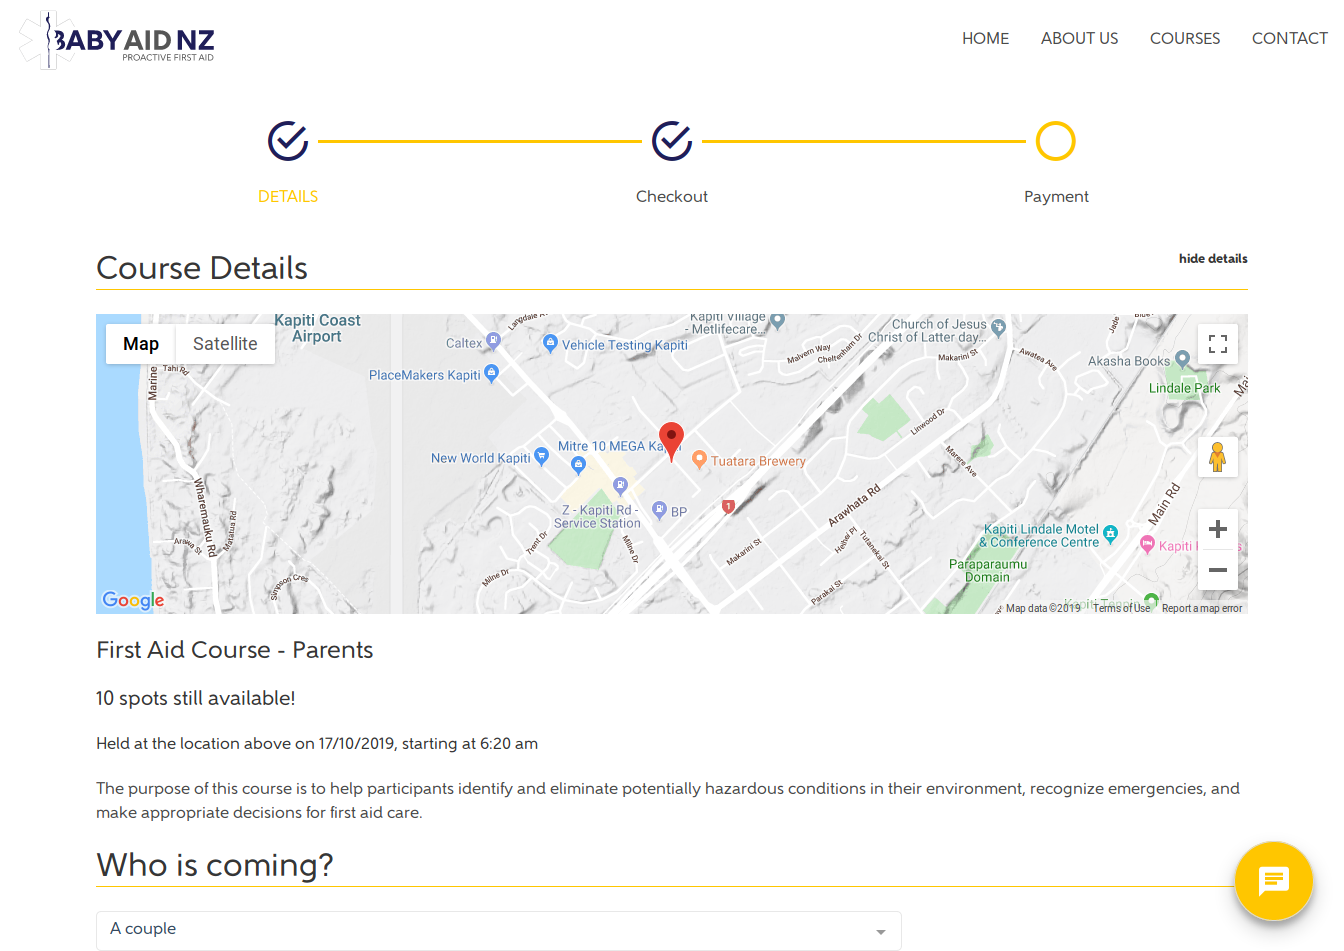 BABY AID NZ
PROACTIVE FIRST AID
HOME ABOUT US COURSES CONTACT
DETAILS Checkout Payment
Course Details
hide details
Map Satellite
Kapiti Coast
Airport
Caltex
Vehicle Testing Kapiti
Kapiti Village
- Metlifecare...
Church of Jesus
Christ of Latter day...
Malvern Way
Cheltenham Dr
Makarini St
Awatea Ave
Jade
Akasha Books
Lindale Park
Tahi Rd
Marine
PlaceMakers Kapiti
Mitre 10 MEGA
New World Kapiti
Tuatara Brewery
Linwood Dr
Matere Ave
Wharemauku Rd
Matatua Rd
Arawa St
Simpson Cres
Z - Kapiti Rd -
Service Station
BP
1
Arawhata Rd
Main Rd
Trent Dr
Milne Dr
Milne Dr
Makarini St
Heiher Pl
Tutanekai St
Parakai St
Kapiti Lindale Motel
& Conference Centre
Kapiti
Paraparaumu
Domain
Google
Map data ©2019 Terms of Use Report a map error
First Aid Course - Parents
10 spots still available!
Held at the location above on 17/10/2019, starting at 6:20 am
The purpose of this course is to help participants identify and eliminate potentially hazardous conditions in their environment, recognize emergencies, and
make appropriate decisions for first aid care.
Who is coming?
A couple